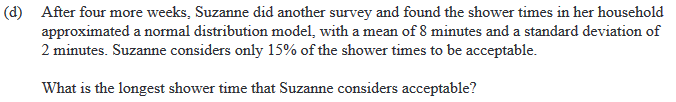 (d) After four more weeks, Suzanne did another survey and found the shower times in her household
approximated a normal distribution model, with a mean of 8 minutes and a standard deviation of
2 minutes. Suzanne considers only 15% of the shower times to be acceptable.
What is the longest shower time that Suzanne considers acceptable?